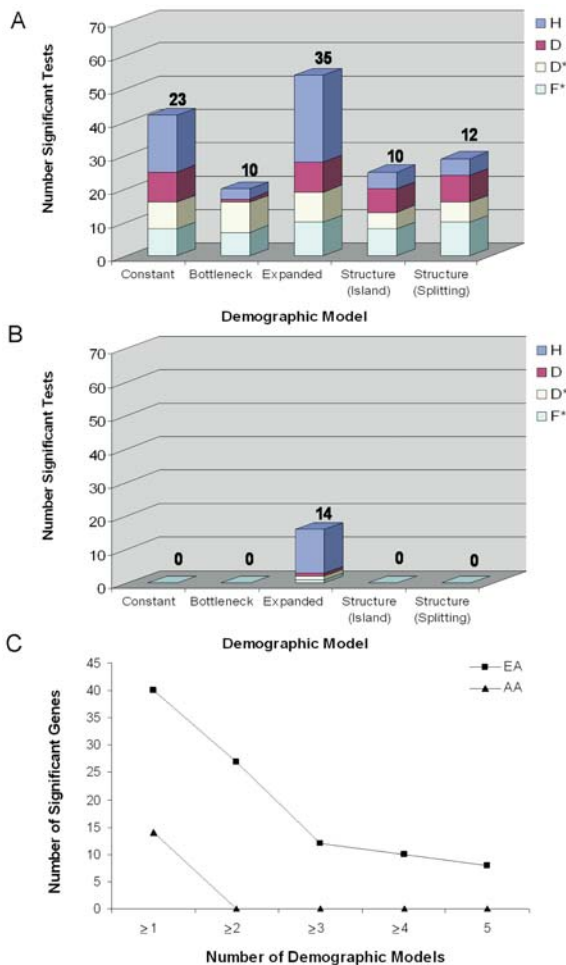 A
Number Significant Tests
70
60
50
40
30
20
10
0
23
10
35
10
12
H
D
D*
F*
Constant
Bottleneck
Expanded
Structure (Island)
Structure (Splitting)
Demographic Model
B
Number Significant Tests
70
60
50
40
30
20
10
0
0
0
14
0
0
H
D
D*
F*
Constant
Bottleneck
Expanded
Structure (Island)
Structure (Splitting)
Demographic Model
C
Number of Significant Genes
45
40
35
30
25
20
15
10
5
0
EA
AA
≥1
≥2
≥3
≥4
5
Number of Demographic Models